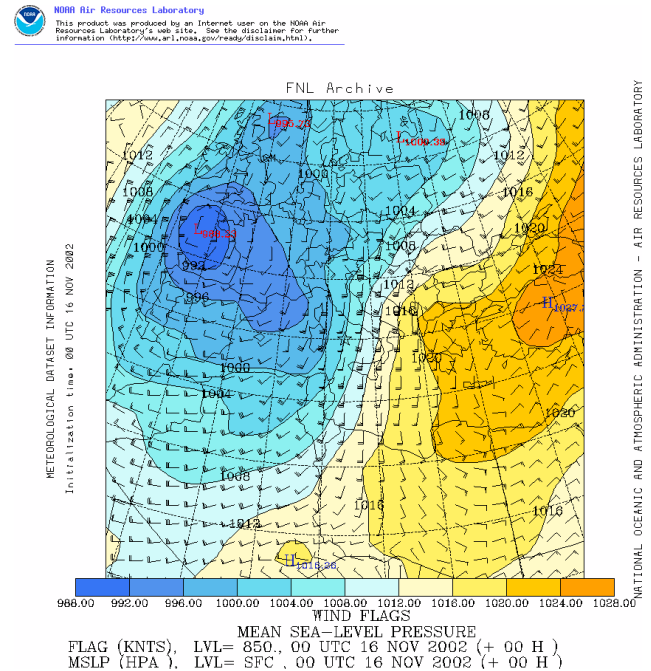 NOAA Air Resources Laboratory
This product was produced by an Internet user on the NOAA Air
Resources Laboratory's web site. See the disclaimer for further
information (http://www.arl.noaa.gov/ready/disclaim.html).
FNL Archive
1008
1012
1012
1000
1008
1016
1004
1004
1020
1000
1008
1024
1012
996
1016
1020
1000
1004
1020
1008
1016
1016
1012
H
L
L
H
METEOROLOGICAL DATASET INFORMATION
Initialization time: 00 UTC 16 NOV 2002
NATIONAL OCEANIC AND ATMOSPHERIC ADMINISTRATION - AIR RESOURCES LABORATORY
988.00 992.00 996.00 1000.00 1004.00 1008.00 1012.00 1016.00 1020.00 1024.00 1028.00
WIND FLAGS
MEAN SEA-LEVEL PRESSURE
FLAG (KNTS), LVL= 850., 00 UTC 16 NOV 2002 (+ 00 H )
MSLP (HPA ), LVL= SFC , 00 UTC 16 NOV 2002 (+ 00 H )